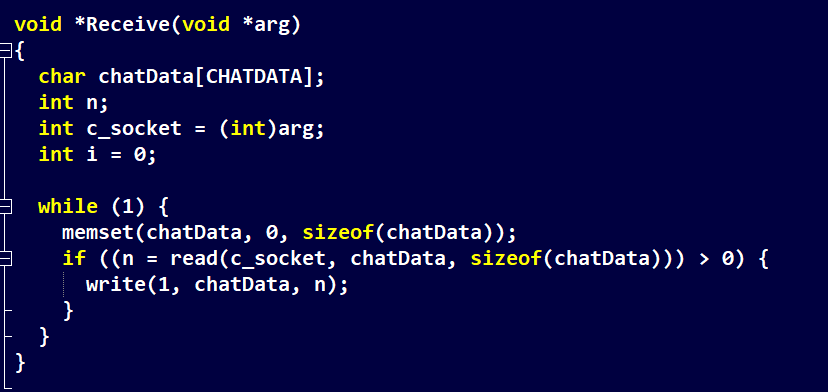 void *Receive(void *arg)
{
  char chatData[CHATDATA];
  int n;
  int c_socket = (int)arg;
  int i = 0;

  while (1) {
    memset(chatData, 0, sizeof(chatData));
    if ((n = read(c_socket, chatData, sizeof(chatData))) > 0) {
      write(1, chatData, n);
    }
  }
}